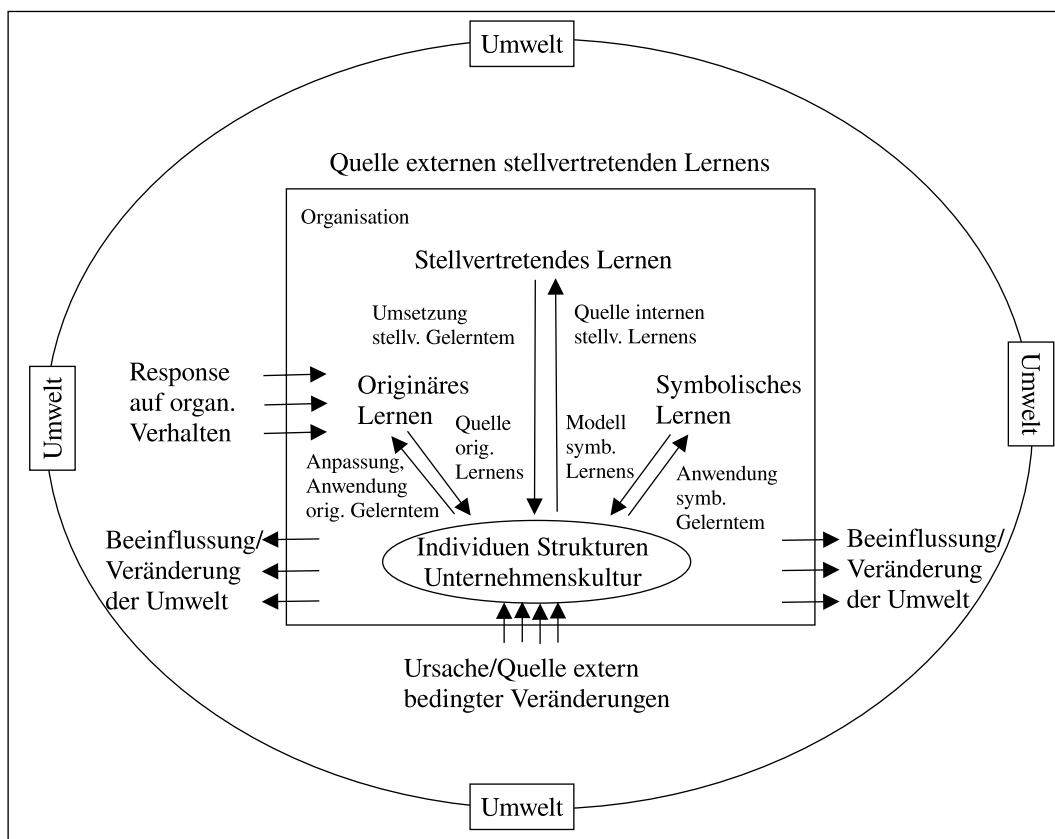 Umwelt
Quelle externen stellvertretenden Lernens
Organisation
Stellvertretendes Lernen
Umsetzung
stellv. Gelerntem
Quelle internen
stellv. Lernens
Umwelt
Response
auf organ.
Verhalten
Originäres
Lernen
Symbolisches
Lernen
Umwelt
Quelle
orig.
Lernens
Modell
symb.
Lernens
Anpassung,
Anwendung
orig. Gelerntem
Anwendung
symb.
Gelerntem
Beeinflussung/
Veränderung
der Umwelt
Individuen Strukturen
Unternehmenskultur
Beeinflussung/
Veränderung
der Umwelt
Ursache/Quelle extern
bedingter Veränderungen
Umwelt